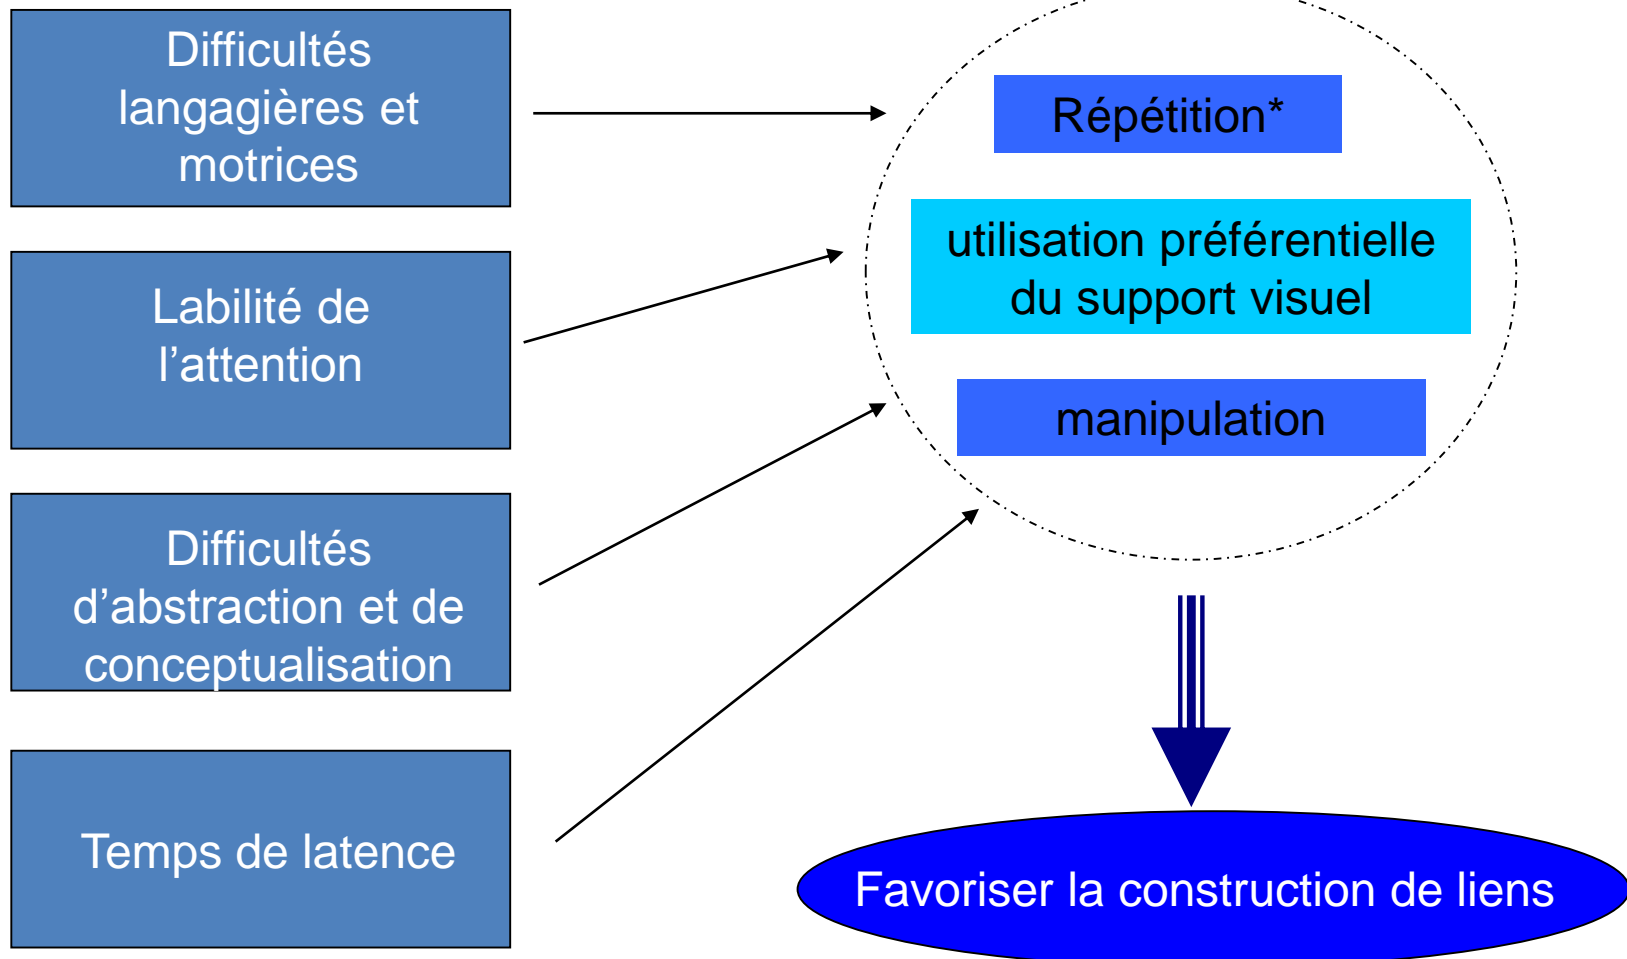 Difficultés
langagières et
motrices
Labilité de
l’attention
Difficultés
d’abstraction et de
conceptualisation
Temps de latence
Répétition*
utilisation préférentielle
du support visuel
manipulation
Favoriser la construction de liens